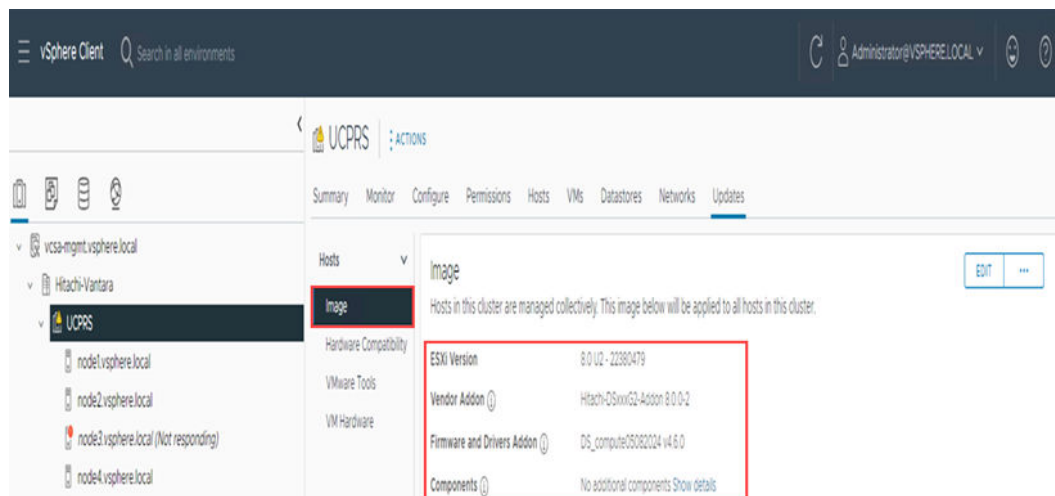 vSphere Client Search in all environments Administrator@VSPHERE.LOCAL
UCPRS ACTIONS
Summary Monitor Configure Permissions Hosts VMs Datastores Networks Updates
vcsa-mgmt.vsphere.local
Hitachi-Vantara
UCPRS
node1.vsphere.local
node2.vsphere.local
node3.vsphere.local (Not responding)
node4.vsphere.local
Hosts
Image
Hardware Compatibility
VMware Tools
VM Hardware
Image
EDIT ...
Hosts in this cluster are managed collectively. This image below will be applied to all hosts in this cluster.
ESXi Version 8.0 U2 - 22380479
Vendor Addon Hitachi-DSxxxG2-Addon 8.0.0-2
Firmware and Drivers Addon DS_compute05082024 v4.6.0
Components No additional components Show details